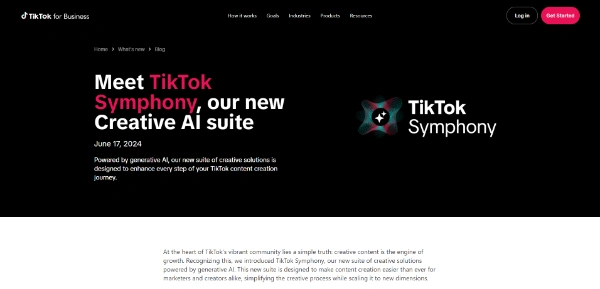 TikTok for Business
How it works Goals Industries Products Resources
Log in
Get Started
Home > What's new > Blog
Meet TikTok
Symphony, our new
Creative AI suite
June 17, 2024
Powered by generative AI, our new suite of creative solutions is
designed to enhance every step of your TikTok content creation
journey.
TikTok
Symphony
At the heart of TikTok's vibrant community lies a simple truth: creative content is the engine of
growth. Recognizing this, we introduced TikTok Symphony, our new suite of creative solutions
powered by generative AI. This new suite is designed to make content creation easier than ever for
marketers and creators alike, simplifying the creative process while scaling it to new dimensions.